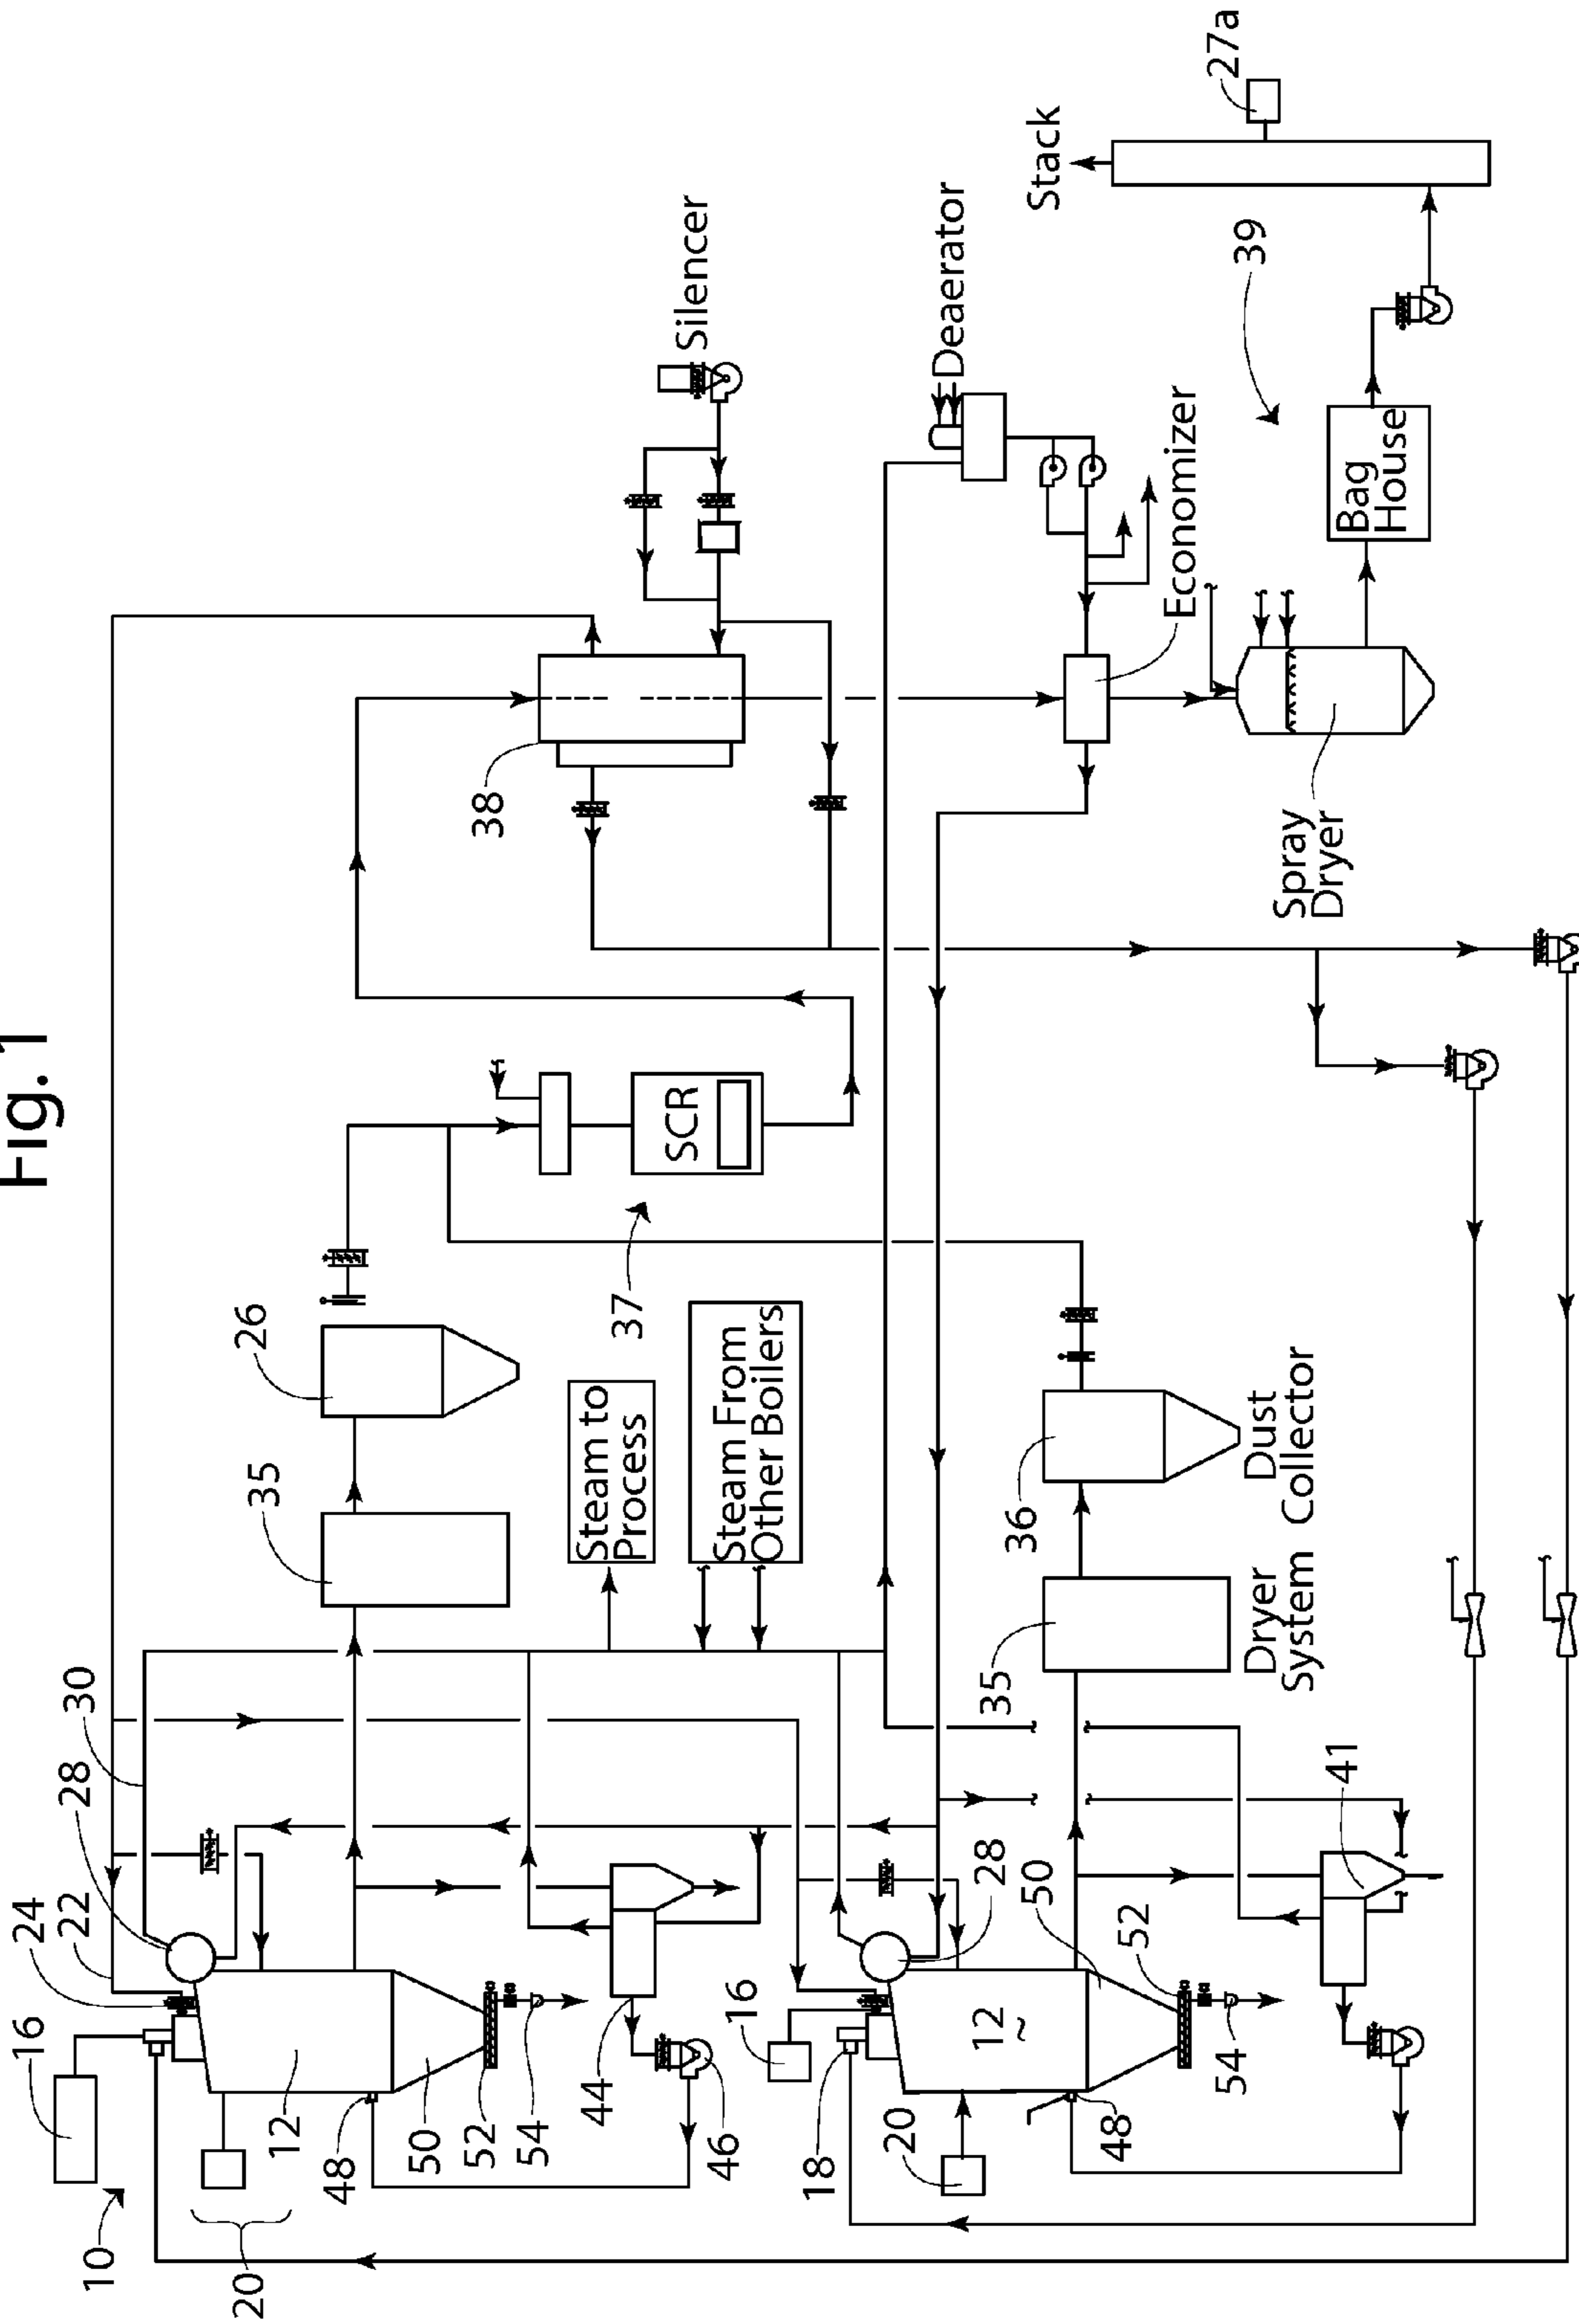 Fig. 1
16
24
22
28
30
10
20
12
35
26
48
50
52
54
44
46
38
Steam to
Process
37
SCR
Silencer
Steam From
Other Boilers
16
18
20
12
28
35
36
Deaerator
50
48
52
54
Stack
27a
Economizer
39
Dryer
System
Dust
Collector
Spray
Dryer
41
Bag
House